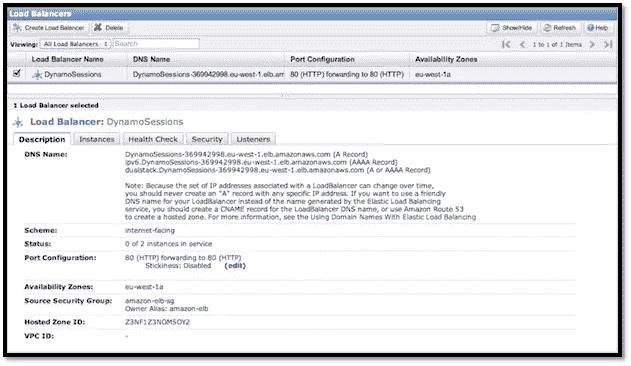 Load Balancers
Create Load Balancer Delete Show/Hide Refresh Help
Viewing: All Load Balancers Search 1 to 1 of 1 Items
Load Balancer Name DNS Name Port Configuration Availability Zones
DynamoSessions DynamoSessions-369942998.eu-west-1.elb.am 80 (HTTP) forwarding to 80 (HTTP) eu-west-1a
1 Load Balancer selected
Load Balancer: DynamoSessions
Description Instances Health Check Security Listeners
DNS Name: DynamoSessions-369942998.eu-west-1.elb.amazonaws.com (A Record)
ipv6.DynamoSessions-369942998.eu-west-1.elb.amazonaws.com (AAAA Record)
dualstack.DynamoSessions-369942998.eu-west-1.elb.amazonaws.com (A or AAAA Record)
Note: Because the set of IP addresses associated with a LoadBalancer can change over time,
you should never create an "A" record with any specific IP address. If you want to use a friendly
DNS name for your LoadBalancer instead of the name generated by the Elastic Load Balancing
service, you should create a CNAME record for the LoadBalancer DNS name, or use Amazon Route 53
to create a hosted zone. For more information, see the Using Domain Names With Elastic Load Balancing
Scheme: internet-facing
Status: 0 of 2 instances in service
Port Configuration: 80 (HTTP) forwarding to 80 (HTTP)
Stickiness: Disabled (edit)
Availability Zones: eu-west-1a
Source Security Group: amazon-elb-sg
Owner Alias: amazon-elb
Hosted Zone ID: Z3NF1Z3NOM5OY2
VPC ID: -